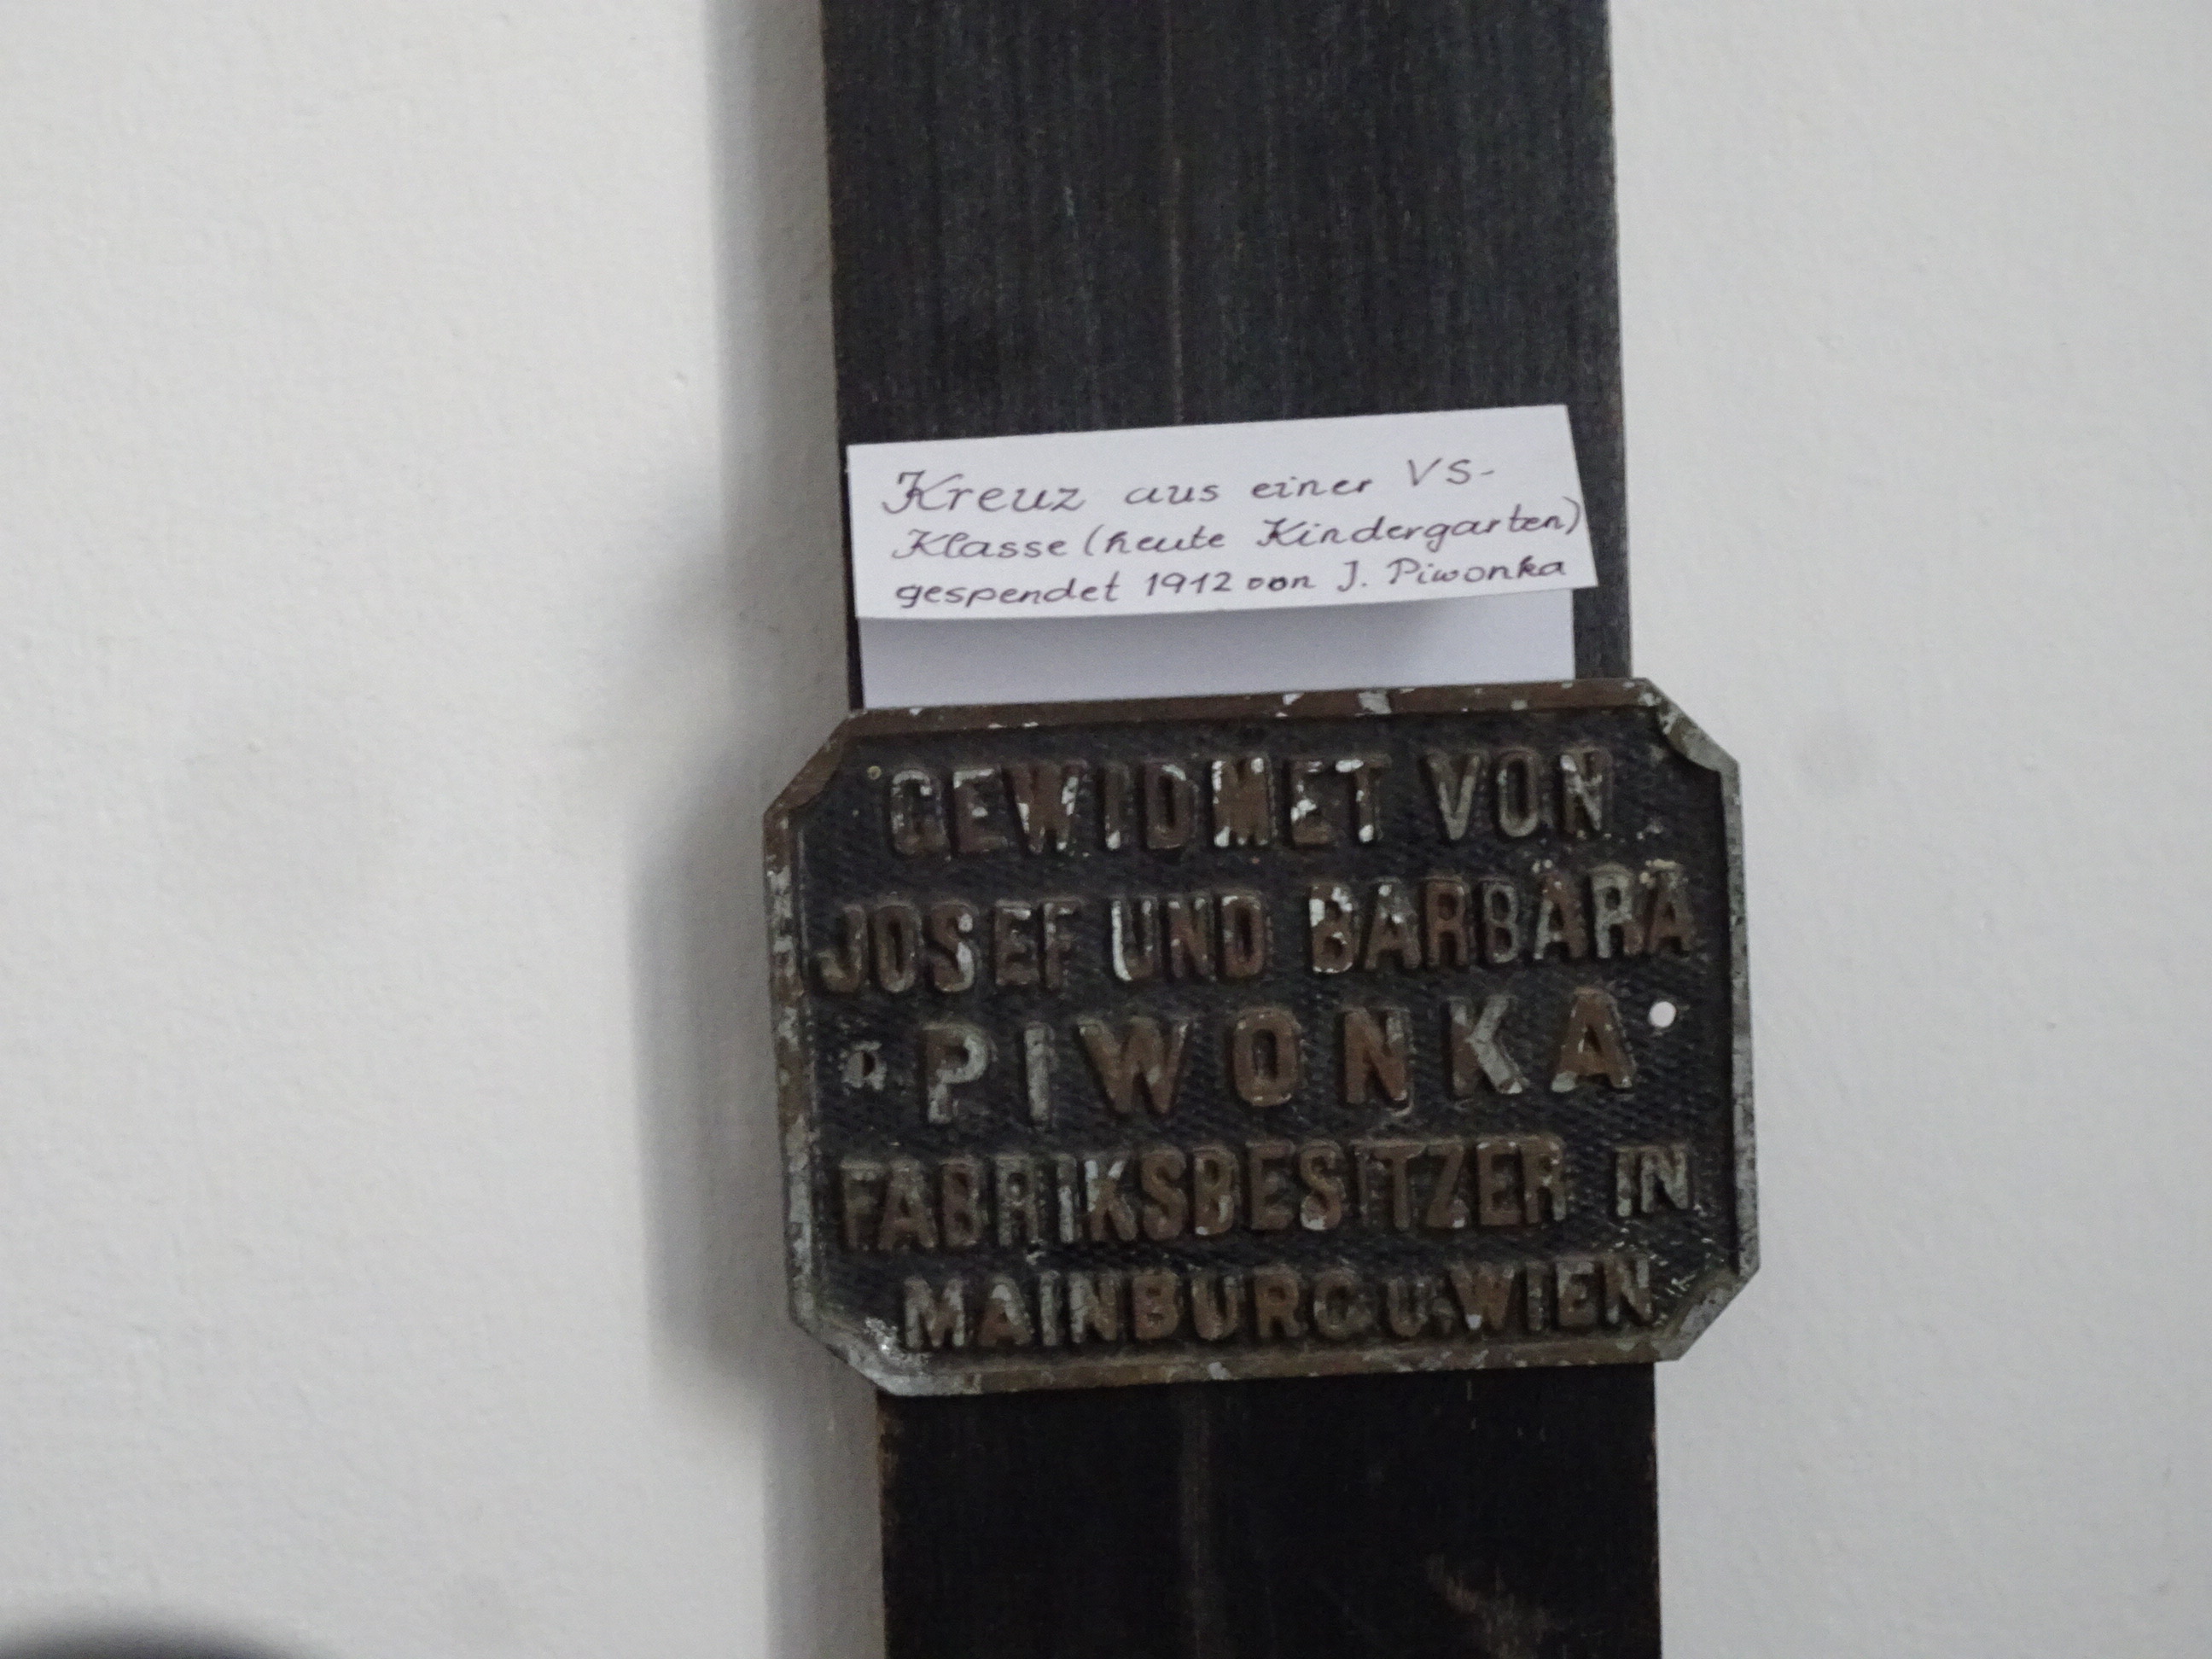 Kreuz aus einer VS-
Klasse (heute Kindergarten)
gespendet 1912 von J. Piwonka
GEWIDMET VON
JOSEF UND BARBARA
PIWONKA
FABRIKSBESITZER IN
MAINBURG U. WIEN